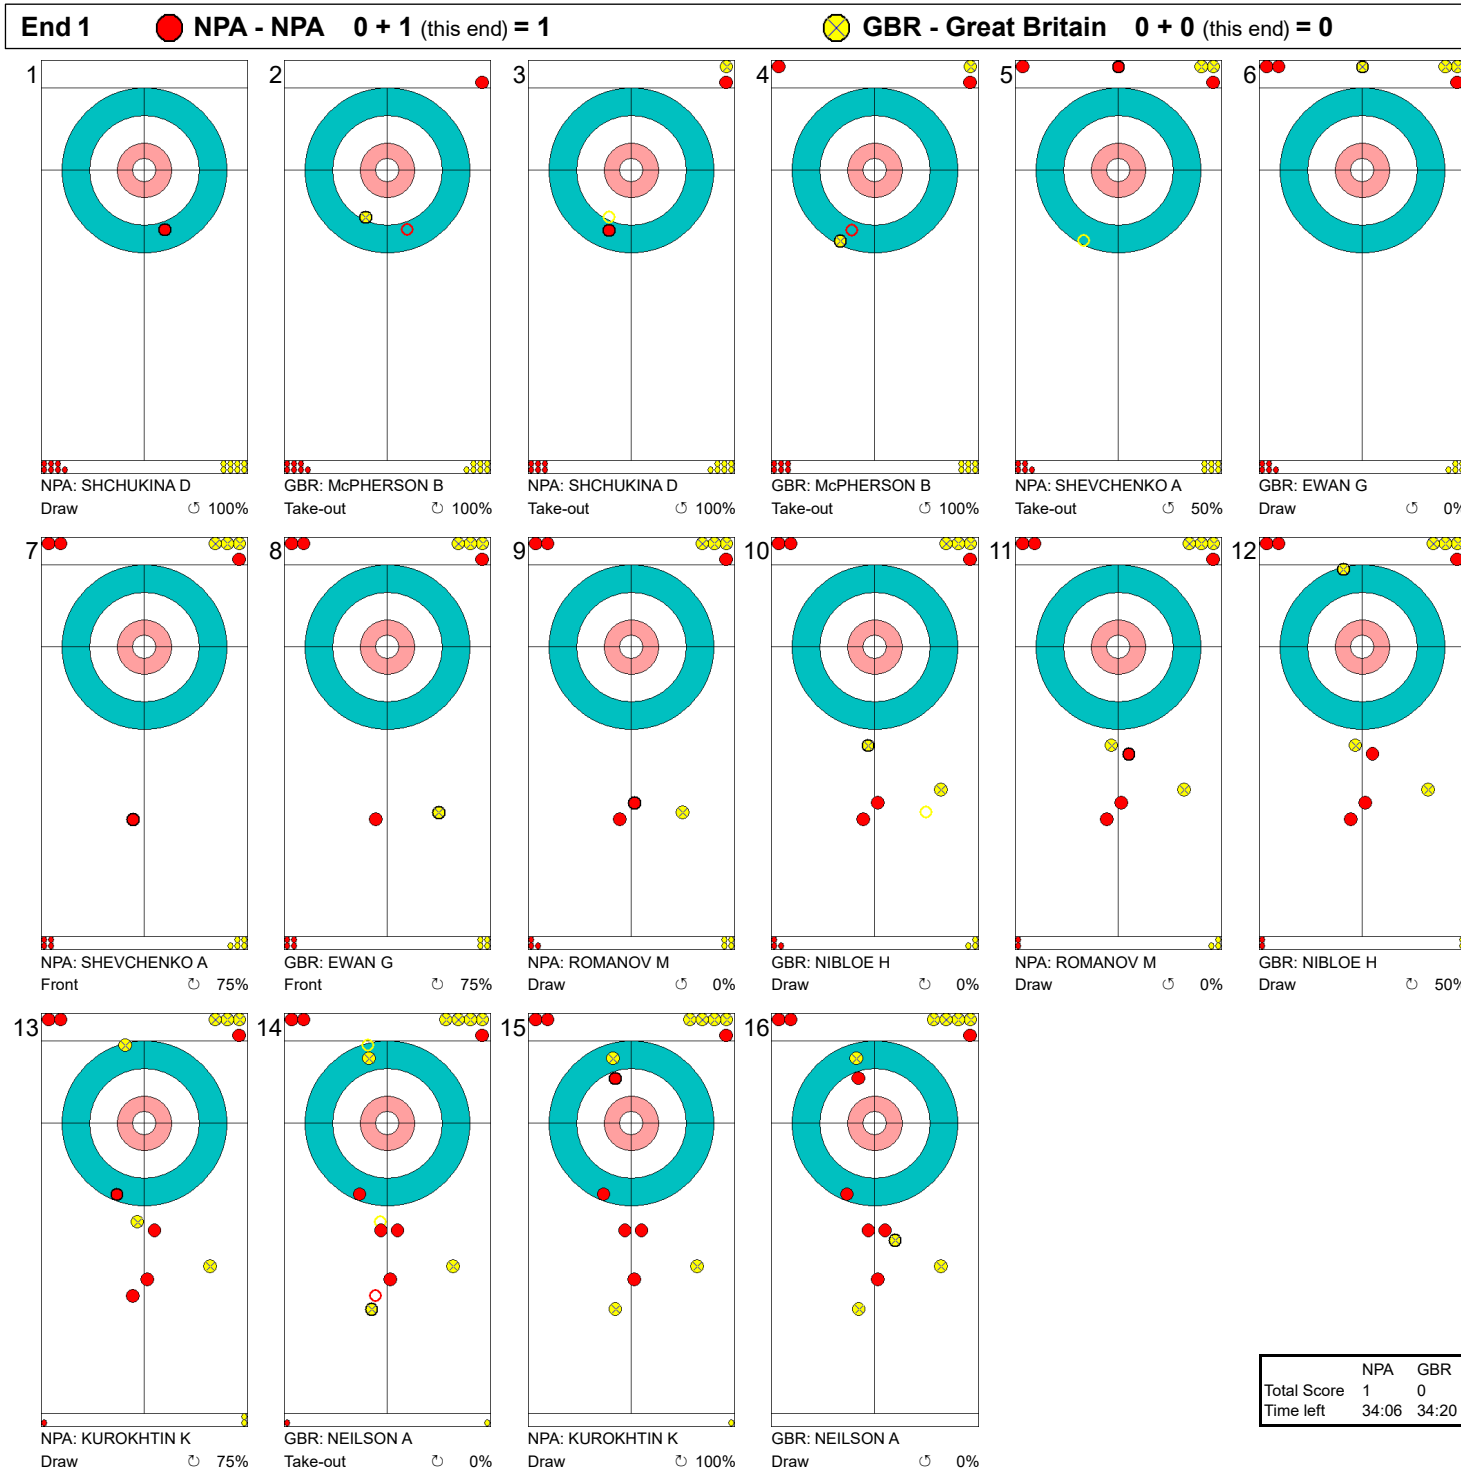 End 1 NPA - NPA 0 + 1 (this end) = 1 GBR - Great Britain 0 + 0 (this end) = 0
1 2 3 4 5 6
NPA: SHCHUKINA D GBR: McPHERSON B NPA: SHCHUKINA D GBR: McPHERSON B NPA: SHEVCHENKO A GBR: EWAN G
Draw 100% Take-out 100% Take-out 100% Take-out 100% Take-out 50% Draw 0%
7 8 9 10 11 12
NPA: SHEVCHENKO A GBR: EWAN G NPA: ROMANOV M GBR: NIBLOE H NPA: ROMANOV M GBR: NIBLOE H
Front 75% Front 75% Draw 0% Draw 0% Draw 0% Draw 50%
13 14 15 16
NPA GBR
Total Score 1 0
Time left 34:06 34:20
NPA: KUROKHTIN K GBR: NEILSON A NPA: KUROKHTIN K GBR: NEILSON A
Draw 75% Take-out 0% Draw 100% Draw 0%